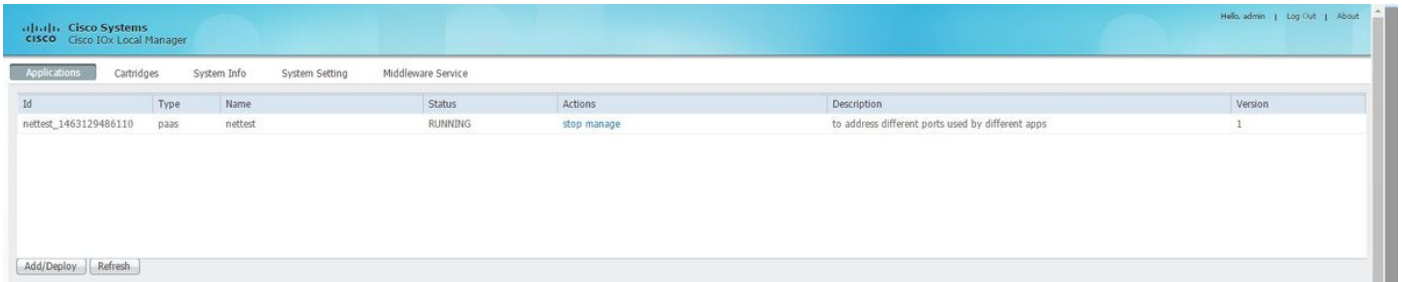 Cisco Systems
CISCO Cisco IOx Local Manager
Hello, admin | Log Out | About
Applications Cartridges System Info System Setting Middleware Service
Id Type Name Status Actions Description Version
nettest_1463129486110 paas nettest RUNNING stop manage to address different ports used by different apps 1
Add/Deploy Refresh